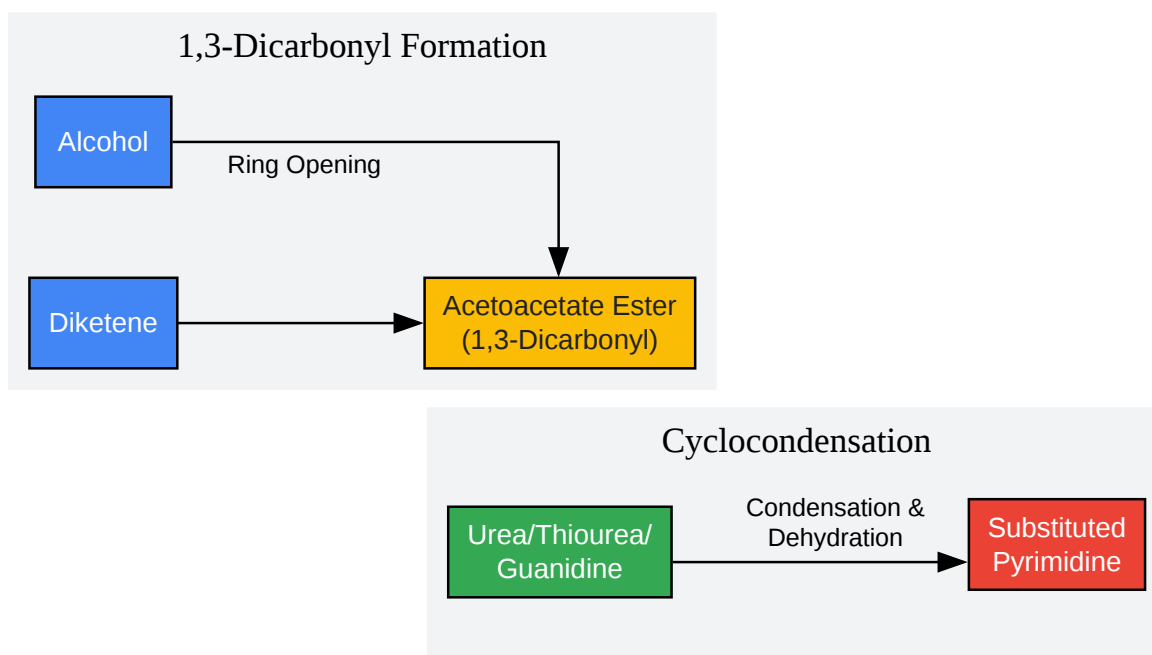 1,3-Dicarbonyl Formation
Alcohol
Ring Opening
Diketene
Acetoacetate Ester
(1,3-Dicarbonyl)
Cyclocondensation
Urea/Thiourea/
Guanidine
Condensation &
Dehydration
Substituted
Pyrimidine